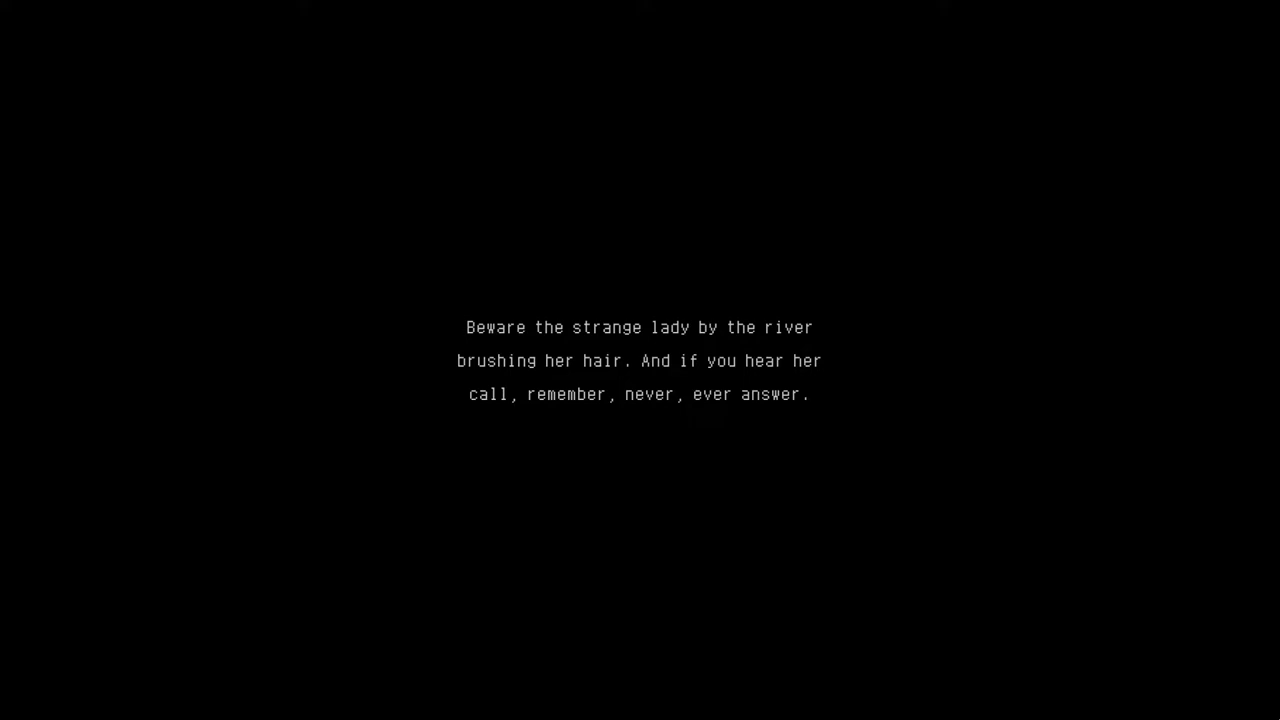 Beware the strange lady by the river
brushing her hair. And if you hear her
call, remember, never, ever answer.